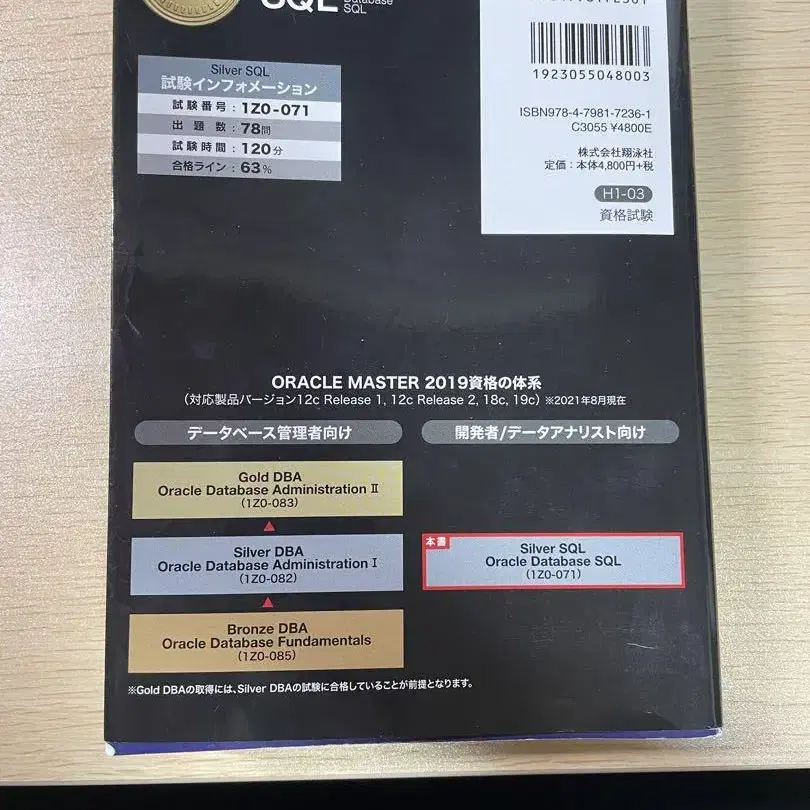 SQL Database
SQL
Silver SQL
試験インフォメーション
試験番号：1Z0-071
出題数：78問
試験時間：120分
合格ライン：63%
1923055048003
ISBN978-4-7981-7236-1
C3055 ¥4800E
株式会社翔泳社
定価：本体4,800円+税
H1-03
資格試験
ORACLE MASTER 2019資格の体系
（対応製品バージョン12c Release 1, 12c Release 2, 18c, 19c）※2021年8月現在
データベース管理者向け
開発者/データアナリスト向け
Gold DBA
Oracle Database Administration Ⅱ
(1Z0-083)
Silver DBA
Oracle Database Administration Ⅰ
(1Z0-082)
本書
Silver SQL
Oracle Database SQL
(1Z0-071)
Bronze DBA
Oracle Database Fundamentals
(1Z0-085)
※Gold DBAの取得には、Silver DBAの試験に合格していることが前提となります。